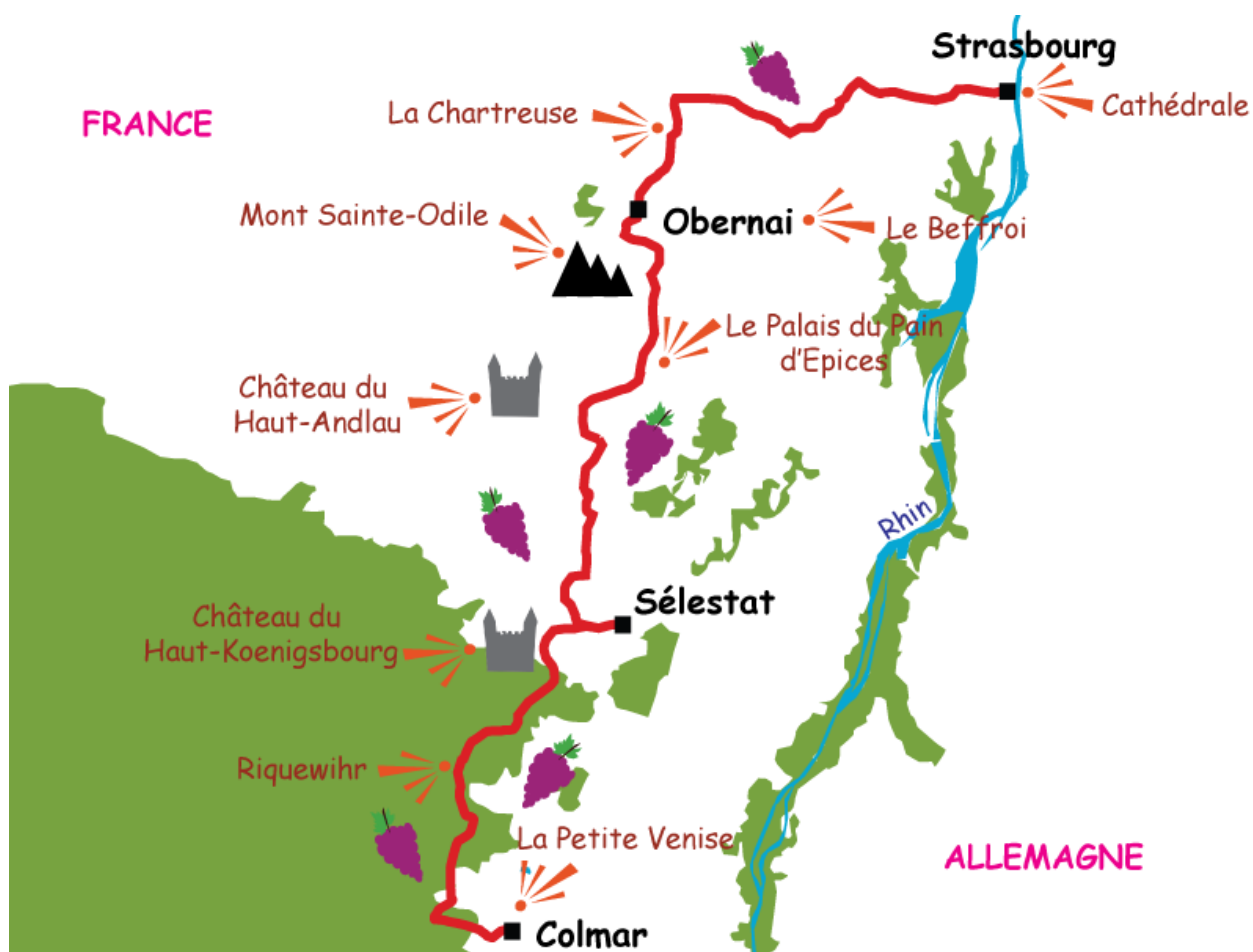 Strasbourg
FRANCE
La Chartreuse
Cathédrale
Mont Sainte-Odile
Obernai
Le Beffroi
Le Palais du Pain
d'Epices
Château du
Haut-Andlau
Rhin
Sélestat
Château du
Haut-Koenigsbourg
Riquewihr
La Petite Venise
ALLEMAGNE
Colmar